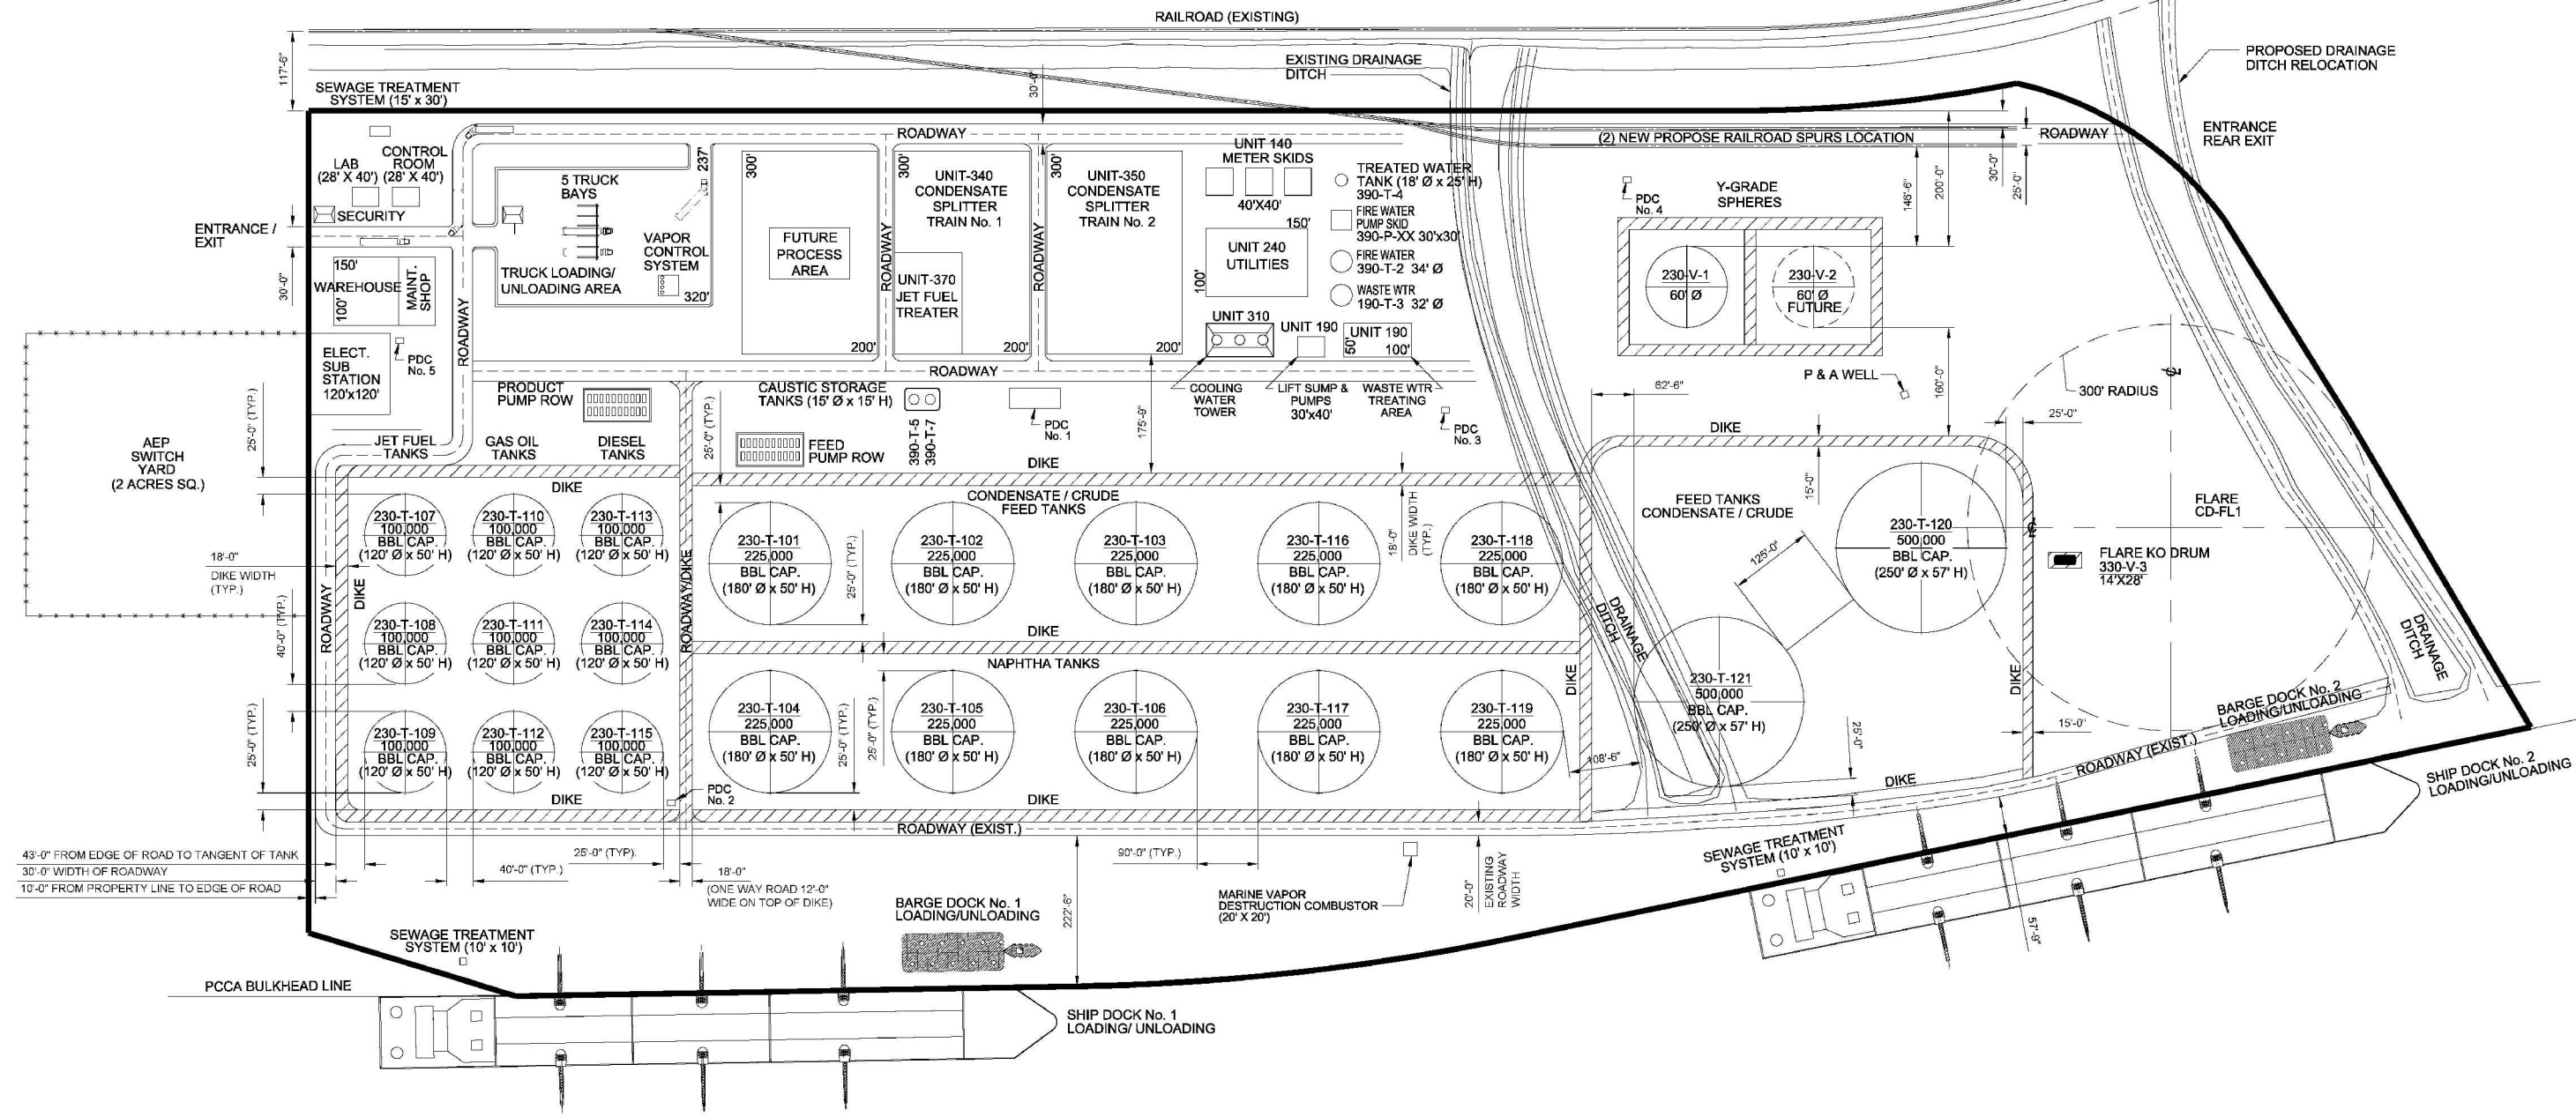 RAILROAD (EXISTING)
EXISTING DRAINAGE
DITCH
PROPOSED DRAINAGE
DITCH RELOCATION
117'-6"
30'-0"
SEWAGE TREATMENT
SYSTEM (15' x 30')
LAB
(28' X 40')
CONTROL
ROOM
(28' X 40')
SECURITY
ENTRANCE /
EXIT
30'-0"
150'
WAREHOUSE
100'
MAINT.
SHOP
ELECT.
SUB
STATION
120'x120'
PDC
No. 5
ROADWAY
ROADWAY
5 TRUCK
BAYS
TRUCK LOADING/
UNLOADING AREA
VAPOR
CONTROL
SYSTEM
237'
320'
300'
FUTURE
PROCESS
AREA
200'
ROADWAY
300'
UNIT-340
CONDENSATE
SPLITTER
TRAIN No. 1
UNIT-370
JET FUEL
TREATER
200'
ROADWAY
300'
UNIT-350
CONDENSATE
SPLITTER
TRAIN No. 2
200'
UNIT 140
METER SKIDS
40'X40'
150'
UNIT 240
UTILITIES
100'
TREATED WATER
TANK (18' Ø x 25' H)
390-T-4
FIRE WATER
PUMP SKID
390-P-XX 30'x30'
FIRE WATER
390-T-2 34' Ø
WASTE WTR
190-T-3 32' Ø
UNIT 310
UNIT 190
UNIT 190
50'
100'
COOLING
WATER
TOWER
LIFT SUMP &
PUMPS
30'x40'
WASTE WTR
TREATING
AREA
(2) NEW PROPOSE RAILROAD SPURS LOCATION
ROADWAY
ENTRANCE
REAR EXIT
PDC
No. 4
Y-GRADE
SPHERES
146'-6"
200'-0"
30'-0"
25'-0"
230-V-1
60' Ø
230-V-2
60' Ø
FUTURE
P & A WELL
160'-0"
300' RADIUS
25'-0"
62'-6"
AEP
SWITCH
YARD
(2 ACRES SQ.)
ROADWAY
PRODUCT
PUMP ROW
CAUSTIC STORAGE
TANKS (15' Ø x 15' H)
390-T-5
390-T-7
PDC
No. 1
175'-9"
PDC
No. 3
25'-0" (TYP.)
25'-0" (TYP.)
FEED
PUMP ROW
JET FUEL
TANKS
GAS OIL
TANKS
DIESEL
TANKS
DIKE
DIKE
DIKE
15'-0"
CONDENSATE / CRUDE
FEED TANKS
18'-0"
DIKE WIDTH
(TYP.)
230-T-107
100,000
BBL CAP.
(120' Ø x 50' H)
230-T-110
100,000
BBL CAP.
(120' Ø x 50' H)
230-T-113
100,000
BBL CAP.
(120' Ø x 50' H)
230-T-101
225,000
BBL CAP.
(180' Ø x 50' H)
230-T-102
225,000
BBL CAP.
(180' Ø x 50' H)
230-T-103
225,000
BBL CAP.
(180' Ø x 50' H)
230-T-116
225,000
BBL CAP.
(180' Ø x 50' H)
230-T-118
225,000
BBL CAP.
(180' Ø x 50' H)
FEED TANKS
CONDENSATE / CRUDE
125'-0"
230-T-120
500,000
BBL CAP.
(250' Ø x 57' H)
FLARE
CD-FL1
FLARE KO DRUM
330-V-3
14'X28'
18'-0"
DIKE WIDTH
(TYP.)
DIKE
ROADWAY
ROADWAY/DIKE
25'-0" (TYP.)
40'-0" (TYP.)
230-T-108
100,000
BBL CAP.
(120' Ø x 50' H)
230-T-111
100,000
BBL CAP.
(120' Ø x 50' H)
230-T-114
100,000
BBL CAP.
(120' Ø x 50' H)
DIKE
NAPHTHA TANKS
DRAINAGE
DITCH
DRAINAGE
DITCH
DIKE
DIKE
25'-0" (TYP.)
230-T-109
100,000
BBL CAP.
(120' Ø x 50' H)
230-T-112
100,000
BBL CAP.
(120' Ø x 50' H)
230-T-115
100,000
BBL CAP.
(120' Ø x 50' H)
230-T-104
225,000
BBL CAP.
(180' Ø x 50' H)
25'-0" (TYP.)
25'-0" (TYP.)
230-T-105
225,000
BBL CAP.
(180' Ø x 50' H)
230-T-106
225,000
BBL CAP.
(180' Ø x 50' H)
230-T-117
225,000
BBL CAP.
(180' Ø x 50' H)
230-T-119
225,000
BBL CAP.
(180' Ø x 50' H)
108'-6"
230-T-121
500,000
BBL CAP.
(250' Ø x 57' H)
25'-0"
15'-0"
BARGE DOCK No. 2
LOADING/UNLOADING
ROADWAY (EXIST.)
DIKE
SHIP DOCK No. 2
LOADING/UNLOADING
DIKE
PDC
No. 2
DIKE
ROADWAY (EXIST.)
43'-0" FROM EDGE OF ROAD TO TANGENT OF TANK
30'-0" WIDTH OF ROADWAY
10'-0" FROM PROPERTY LINE TO EDGE OF ROAD
25'-0" (TYP).
40'-0" (TYP.)
18'-0"
(ONE WAY ROAD 12'-0"
WIDE ON TOP OF DIKE)
90'-0" (TYP.)
222'-6"
MARINE VAPOR
DESTRUCTION COMBUSTOR
(20' X 20')
20'-0"
EXISTING
ROADWAY
WIDTH
SEWAGE TREATMENT
SYSTEM (10' x 10')
57'-9"
BARGE DOCK No. 1
LOADING/UNLOADING
SEWAGE TREATMENT
SYSTEM (10' x 10')
PCCA BULKHEAD LINE
SHIP DOCK No. 1
LOADING/ UNLOADING